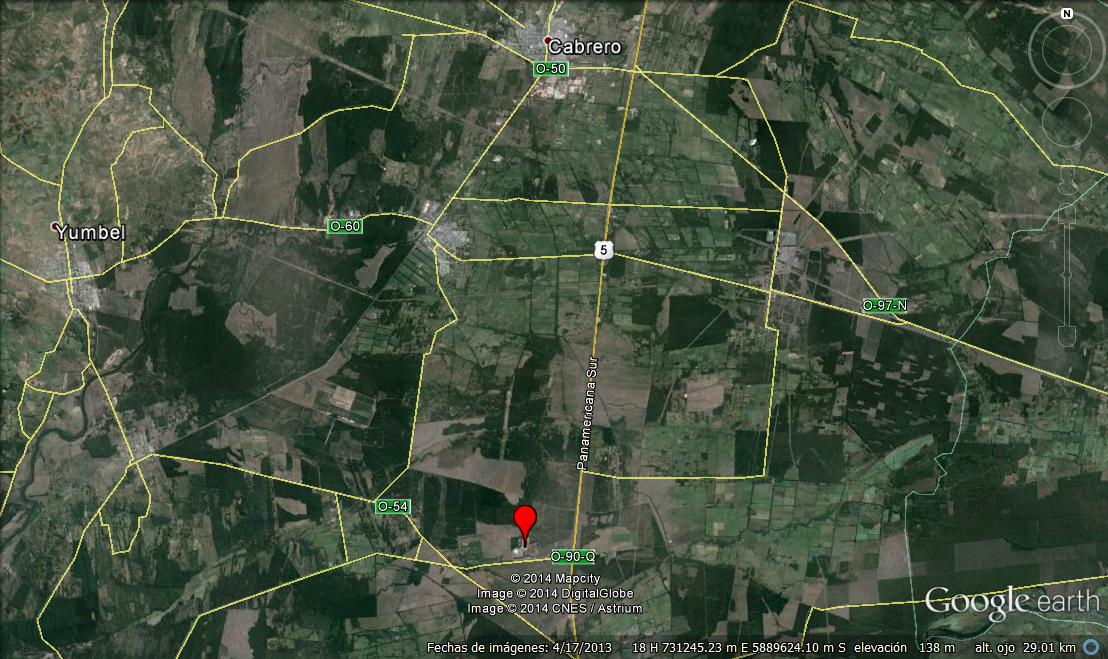 N
Cabrero
O-50
Yumbel
O-60
5
O-97-N
Panamericana Sur
O-54
O-90-Q
© 2014 Mapcity
Image © 2014 DigitalGlobe
Image © 2014 CNES / Astrium
Google earth
Fechas de imágenes: 4/17/2013 18 H 731245.23 m E 5889624.10 m S elevación 138 m alt. ojo 29.01 km